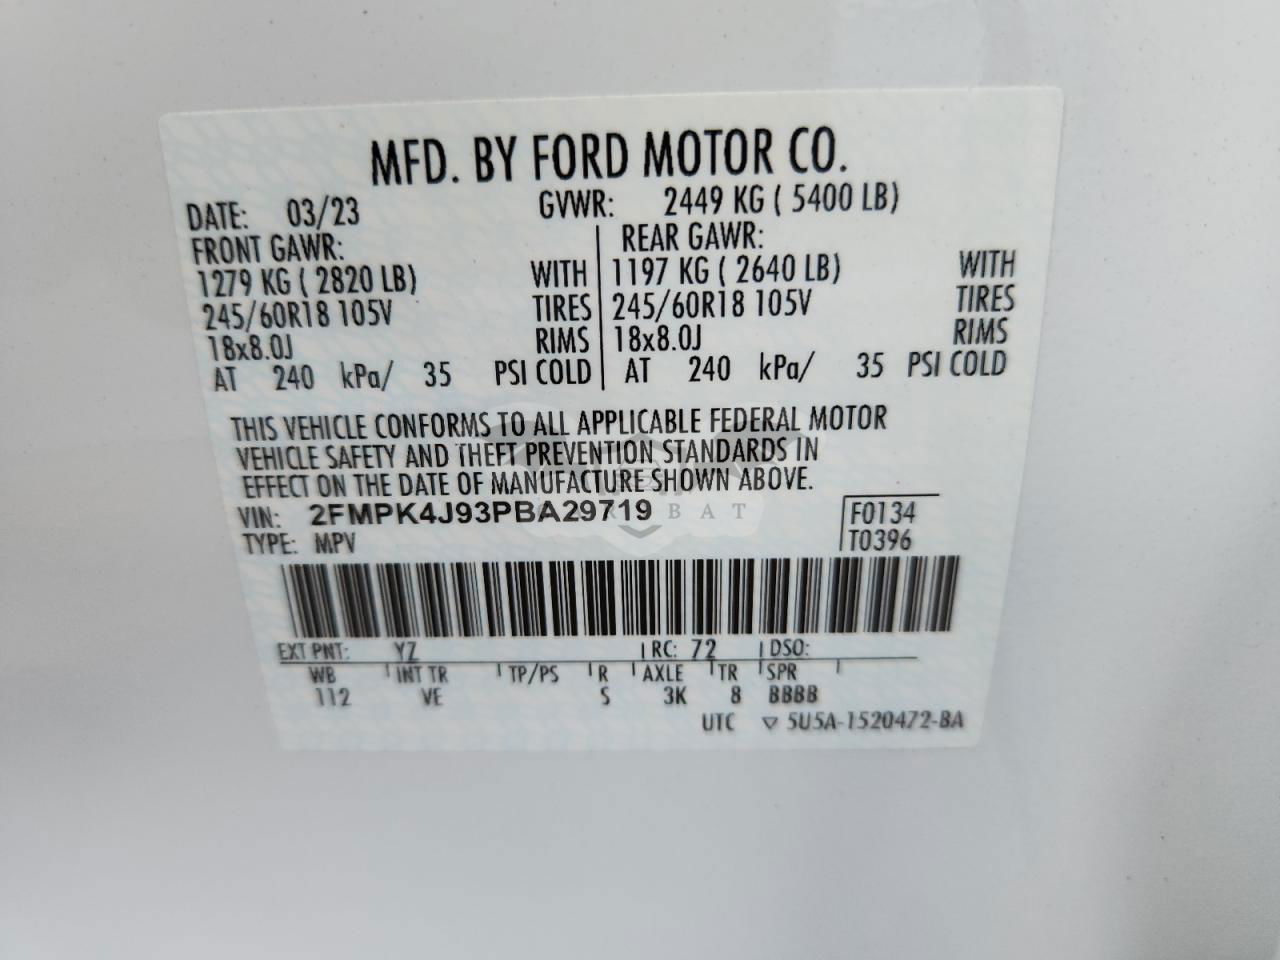 MFD. BY FORD MOTOR CO.
DATE: 03/23 GVWR: 2449 KG ( 5400 LB)
FRONT GAWR: REAR GAWR:
1279 KG ( 2820 LB) WITH 1197 KG ( 2640 LB) WITH
245/60R18 105V TIRES 245/60R18 105V TIRES
18x8.0J RIMS 18x8.0J RIMS
AT 240 kPa/ 35 PSI COLD AT 240 kPa/ 35 PSI COLD
THIS VEHICLE CONFORMS TO ALL APPLICABLE FEDERAL MOTOR
VEHICLE SAFETY AND THEFT PREVENTION STANDARDS IN
EFFECT ON THE DATE OF MANUFACTURE SHOWN ABOVE.
VIN: 2FMPK4J93PBA29719 F0134
TYPE: MPV T0396
EXT PNT: YZ RC: 72 DSO:
WB INT TR TP/PS R AXLE TR SPR
112 VE S 3K 8 BBBB
UTC ▽ 5U5A-1520472-BA